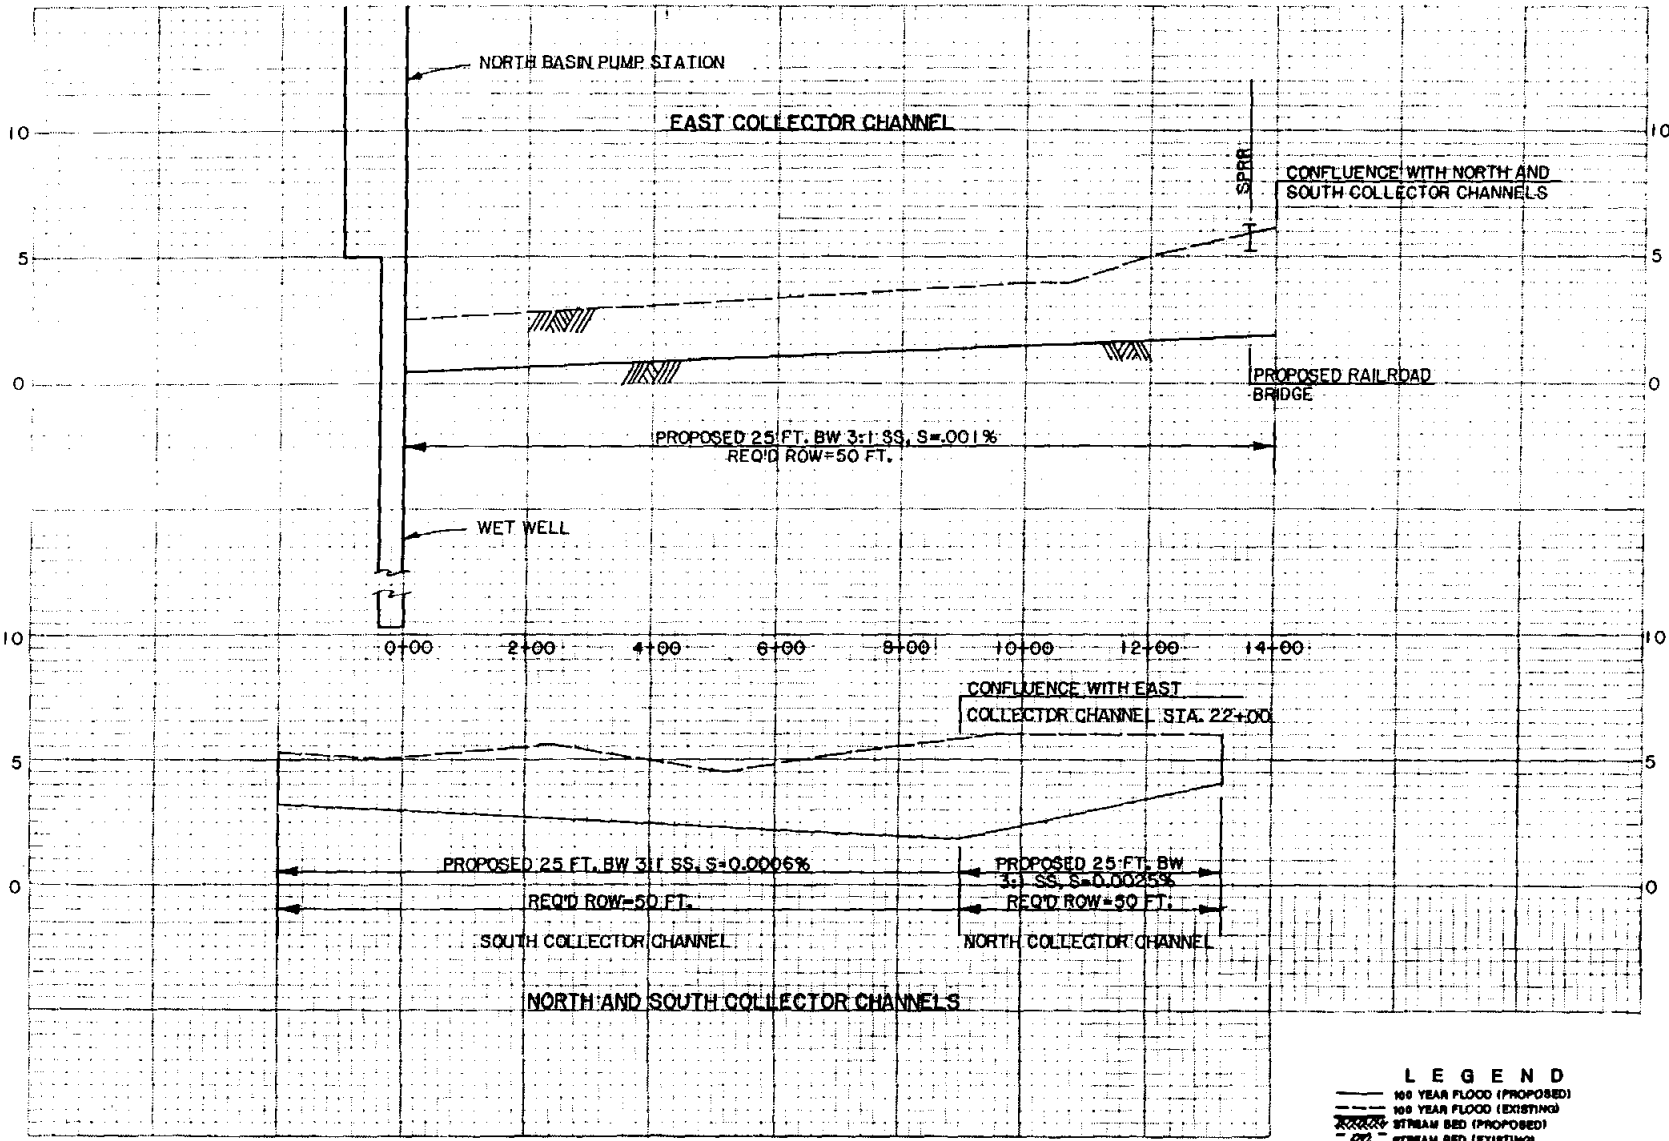 NORTH BASIN PUMP STATION
EAST COLLECTOR CHANNEL
10
10
SPRR
CONFLUENCE WITH NORTH AND
SOUTH COLLECTOR CHANNELS
5
5
0
0
PROPOSED RAILROAD
BRIDGE
PROPOSED 25 FT. BW 3:1 SS, S=.001%
REQ'D ROW=50 FT.
WET WELL
10
10
0+00 2+00 4+00 6+00 8+00 10+00 12+00 14+00
CONFLUENCE WITH EAST
COLLECTOR CHANNEL STA. 22+00
5
5
PROPOSED 25 FT. BW 3:1 SS, S=0.0006%
PROPOSED 25 FT. BW
3:1 SS, S=0.0025%
0
0
REQ'D ROW=50 FT.
REQ'D ROW=50 FT.
SOUTH COLLECTOR CHANNEL
NORTH COLLECTOR CHANNEL
NORTH AND SOUTH COLLECTOR CHANNELS
LEGEND
100 YEAR FLOOD (PROPOSED)
100 YEAR FLOOD (EXISTING)
STREAM BED (PROPOSED)
STREAM BED (EXISTING)